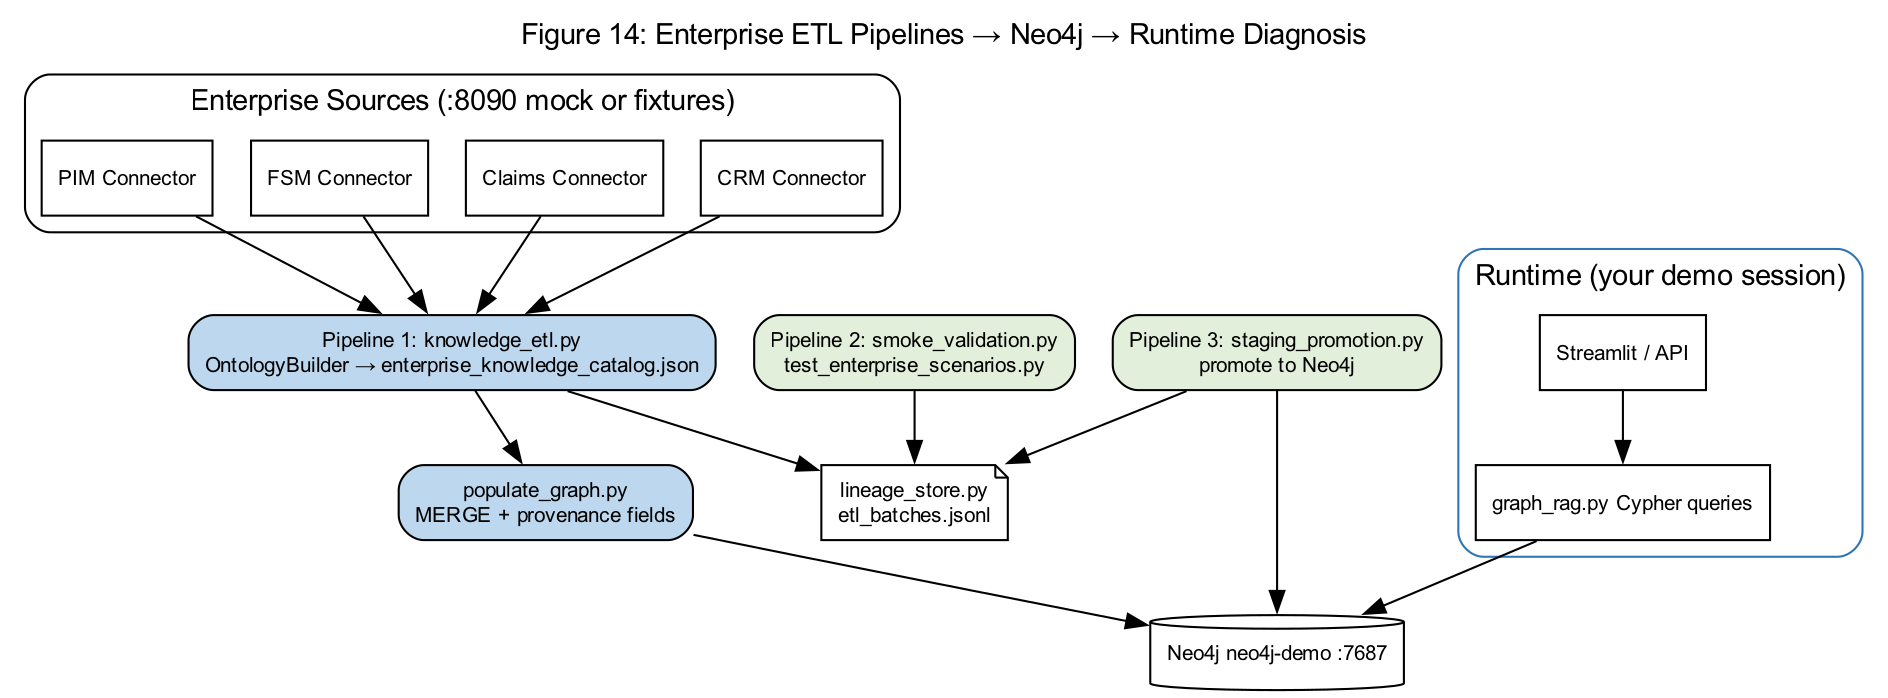 Figure 14: Enterprise ETL Pipelines → Neo4j → Runtime Diagnosis
Enterprise Sources (:8090 mock or fixtures)
PIM Connector
FSM Connector
Claims Connector
CRM Connector
Runtime (your demo session)
Pipeline 1: knowledge_etl.py
OntologyBuilder → enterprise_knowledge_catalog.json
Pipeline 2: smoke_validation.py
test_enterprise_scenarios.py
Pipeline 3: staging_promotion.py
promote to Neo4j
Streamlit / API
populate_graph.py
MERGE + provenance fields
lineage_store.py
etl_batches.jsonl
graph_rag.py Cypher queries
Neo4j neo4j-demo :7687